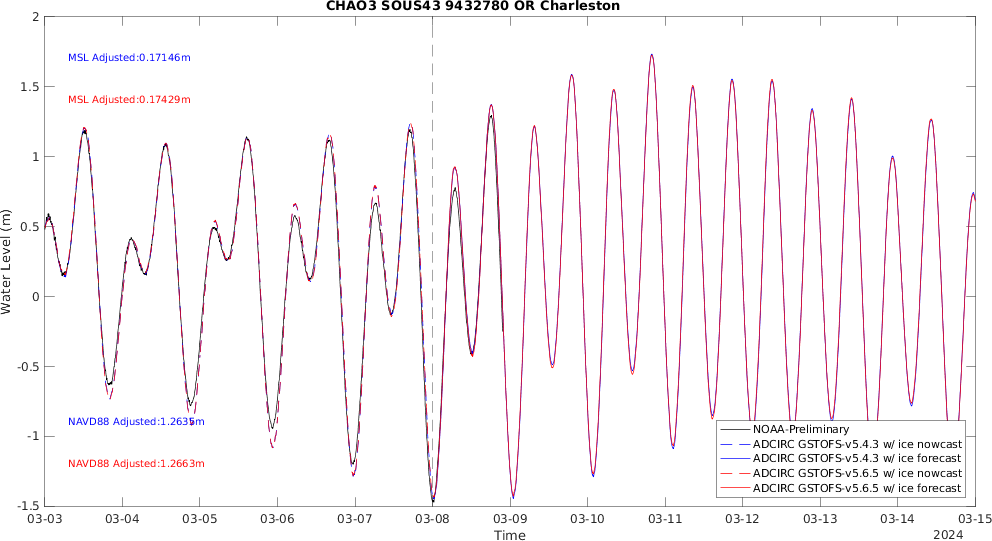 CHAO3 SOUS43 9432780 OR Charleston
2
1.5
1
0.5
0
-0.5
-1
-1.5
Water Level (m)
MSL Adjusted:0.17146m
MSL Adjusted:0.17429m
NAVD88 Adjusted:1.2635m
NAVD88 Adjusted:1.2663m
NOAA-Preliminary
ADCIRC GSTOFS-v5.4.3 w/ ice nowcast
ADCIRC GSTOFS-v5.4.3 w/ ice forecast
ADCIRC GSTOFS-v5.6.5 w/ ice nowcast
ADCIRC GSTOFS-v5.6.5 w/ ice forecast
03-03 03-04 03-05 03-06 03-07 03-08 03-09 03-10 03-11 03-12 03-13 03-14 03-15
Time
2024